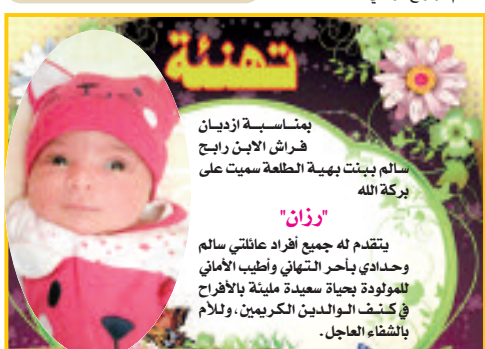 تهنئة
بمناسبة ازديان
فراش الابن رابح
سالم ببنت بهية الطلعة سميت على
بركة الله
"رزان"
يتقدم له جميع أفراد عائلتي سالم
وحدادي بأحر التهاني وأطيب الأماني
للمولودة بحياة سعيدة مليئة بالأفراح
في كنف الوالدين الكريمين، وللأم
بالشفاء العاجل.